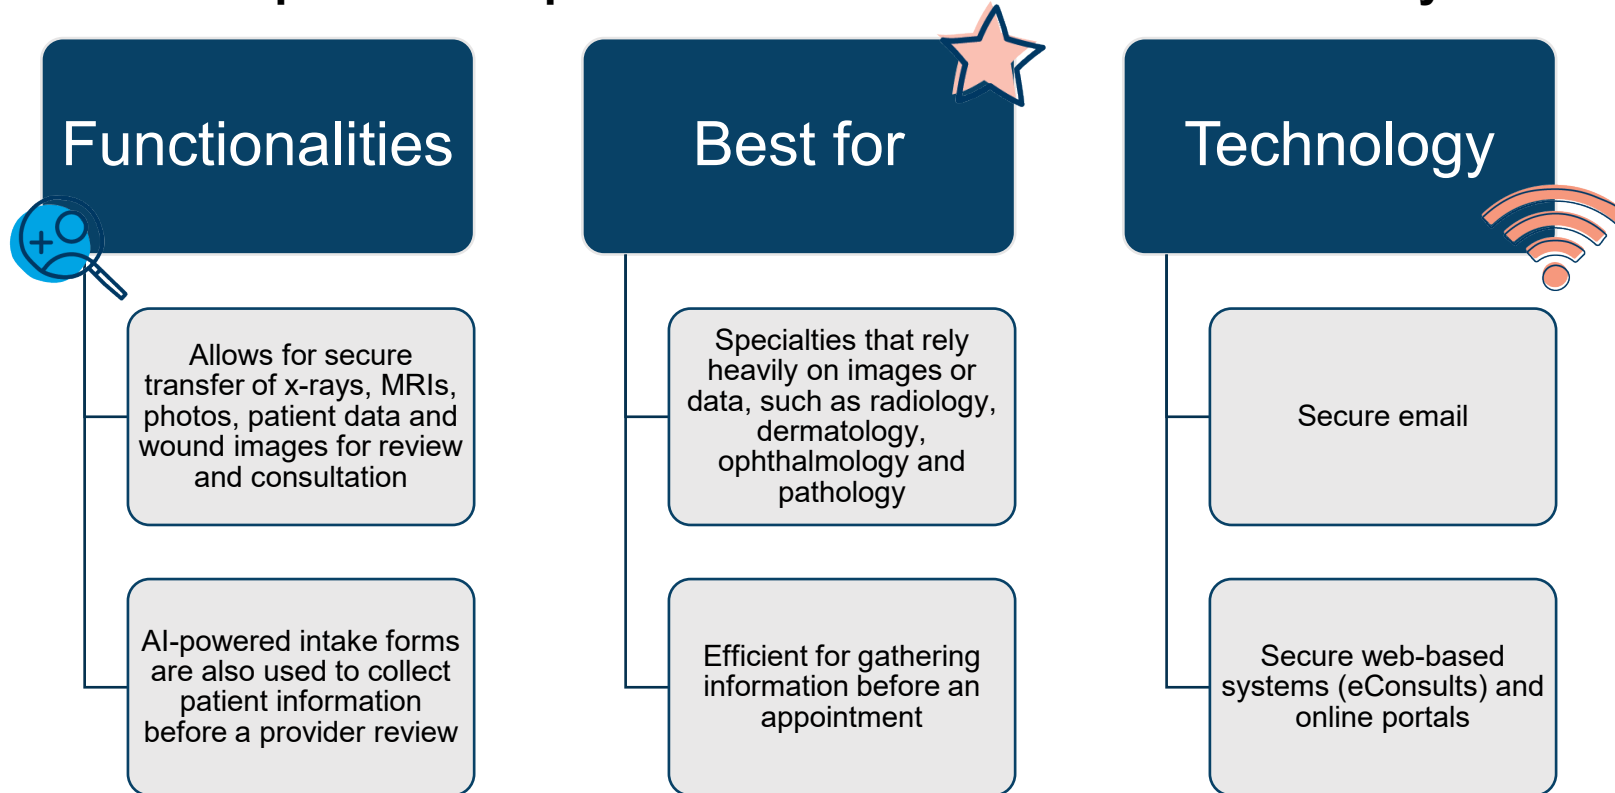 Functionalities
Allows for secure
transfer of x-rays, MRIs,
photos, patient data and
wound images for review
and consultation
AI-powered intake forms
are also used to collect
patient information
before a provider review
Best for
Specialties that rely
heavily on images or
data, such as radiology,
dermatology,
ophthalmology and
pathology
Efficient for gathering
information before an
appointment
Technology
Secure email
Secure web-based
systems (eConsults) and
online portals